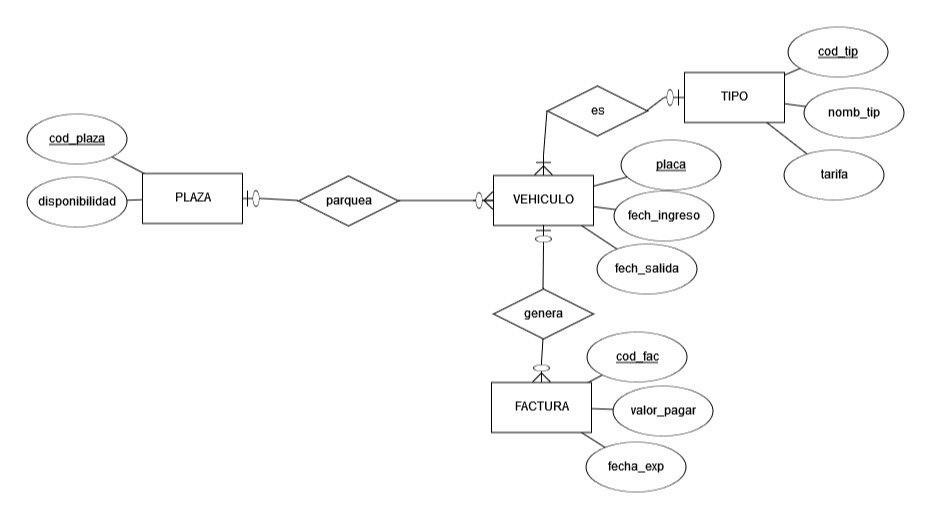 cod_tip
es
TIPO
nomb_tip
cod_plaza
placa
tarifa
disponibilidad
PLAZA
parquea
VEHICULO
fech_ingreso
fech_salida
genera
cod_fac
FACTURA
valor_pagar
fecha_exp